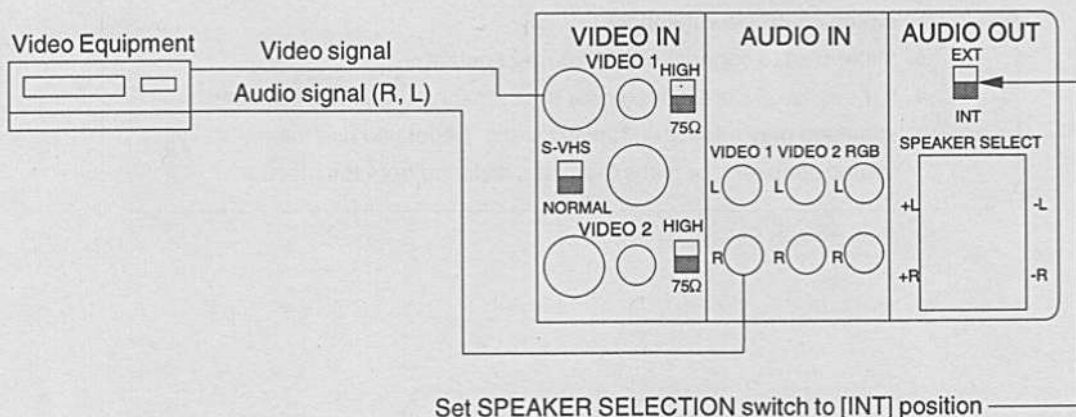 Video Equipment
Video signal
Audio signal (R, L)
VIDEO IN
VIDEO 1
HIGH
75Ω
S-VHS
NORMAL
VIDEO 2
HIGH
75Ω
AUDIO IN
VIDEO 1 VIDEO 2 RGB
L L L
R R R
AUDIO OUT
EXT
INT
SPEAKER SELECT
+L -L
+R -R
Set SPEAKER SELECTION switch to [INT] position